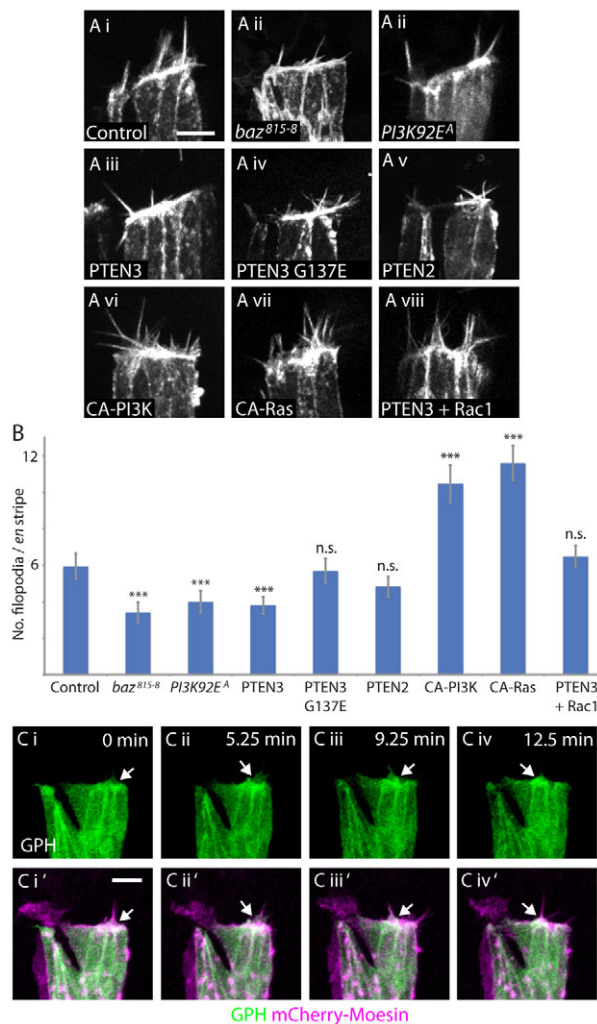 A i
A ii
A ii
Control
baz815-8
PI3K92EA
A iii
A iv
A v
PTEN3
PTEN3 G137E
PTEN2
A vi
A vii
A viii
CA-PI3K
CA-Ras
PTEN3 + Rac1
B
No. filopodia / en stripe
12
6
***
***
***
n.s.
n.s.
***
***
n.s.
Control
baz815-8
PI3K92EA
PTEN3
PTEN3 G137E
PTEN2
CA-PI3K
CA-Ras
PTEN3 + Rac1
C i
0 min
C ii
5.25 min
C iii
9.25 min
C iv
12.5 min
GPH
C i'
C ii'
C iii'
C iv'
GPH mCherry-Moesin